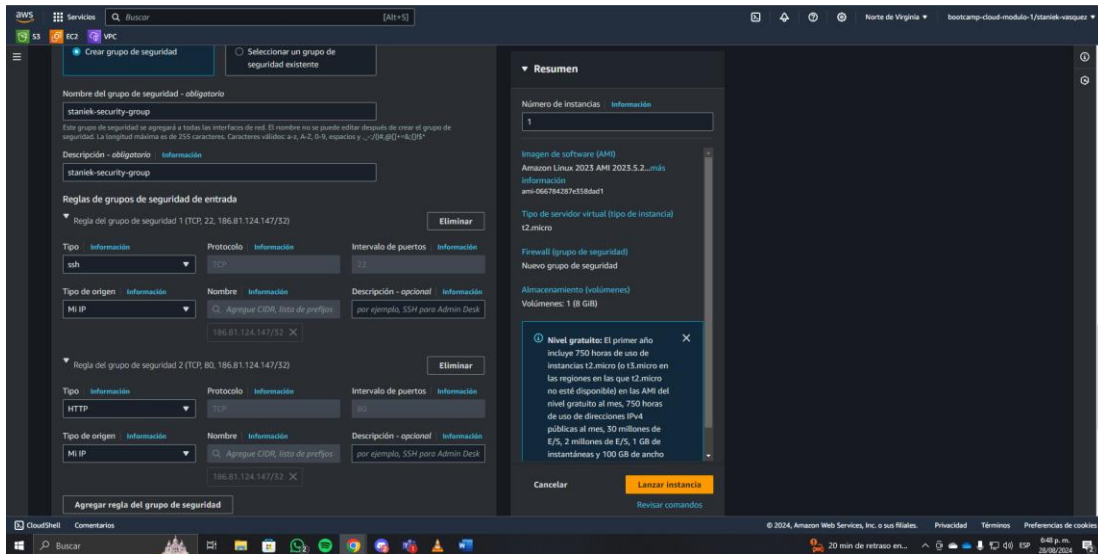 aws
Servicios
Buscar
[Alt+S]
Norte de Virginia
bootcamp-cloud-modulo-1/staniek-vasquez
S3
EC2
VPC
Crear grupo de seguridad
Seleccionar un grupo de
seguridad existente
Nombre del grupo de seguridad - obligatorio
staniek-security-group
Este grupo de seguridad se agregará a todas las interfaces de red. El nombre no se puede editar después de crear el grupo de
seguridad. La longitud máxima es de 255 caracteres. Caracteres válidos: a-z, A-Z, 0-9, espacios y
Descripción - obligatorio Información
staniek-security-group
Reglas de grupos de seguridad de entrada
Regla del grupo de seguridad 1 (TCP, 22, 186.81.124.147/32)
Eliminar
Tipo Información
Protocolo Información
Intervalo de puertos Información
ssh
TCP
22
Tipo de origen Información
Nombre Información
Descripción - opcional Información
Mi IP
Agregue CIDR, lista de prefijos
por ejemplo, SSH para Admin Desk
186.81.124.147/32
Regla del grupo de seguridad 2 (TCP, 80, 186.81.124.147/32)
Eliminar
Tipo Información
Protocolo Información
Intervalo de puertos Información
HTTP
TCP
80
Tipo de origen Información
Nombre Información
Descripción - opcional Información
Mi IP
Agregue CIDR, lista de prefijos
por ejemplo, SSH para Admin Desk
186.81.124.147/32
Agregar regla del grupo de seguridad
Resumen
Número de instancias Información
1
Imagen de software (AMI)
Amazon Linux 2023 AMI 2023.5.2...más
información
ami-066784287e358dad1
Tipo de servidor virtual (tipo de instancia)
t2.micro
Firewall (grupo de seguridad)
Nuevo grupo de seguridad
Almacenamiento (volúmenes)
Volúmenes: 1 (8 GiB)
Nivel gratuito: El primer año
incluye 750 horas de uso de
instancias t2.micro (o t3.micro en
las regiones en las que t2.micro
no esté disponible) en las AMI del
nivel gratuito al mes, 750 horas
de uso de direcciones IPv4
públicas al mes, 30 millones de
E/S, 2 millones de E/S, 1 GB de
instantáneas y 100 GB de ancho
Cancelar
Lanzar instancia
Revisar comandos
CloudShell
Comentarios
© 2024, Amazon Web Services, Inc. o sus filiales.
Privacidad
Términos
Preferencias de cookies
Buscar
20 min de retraso en...
ESP
6:48 p. m.
28/08/2024